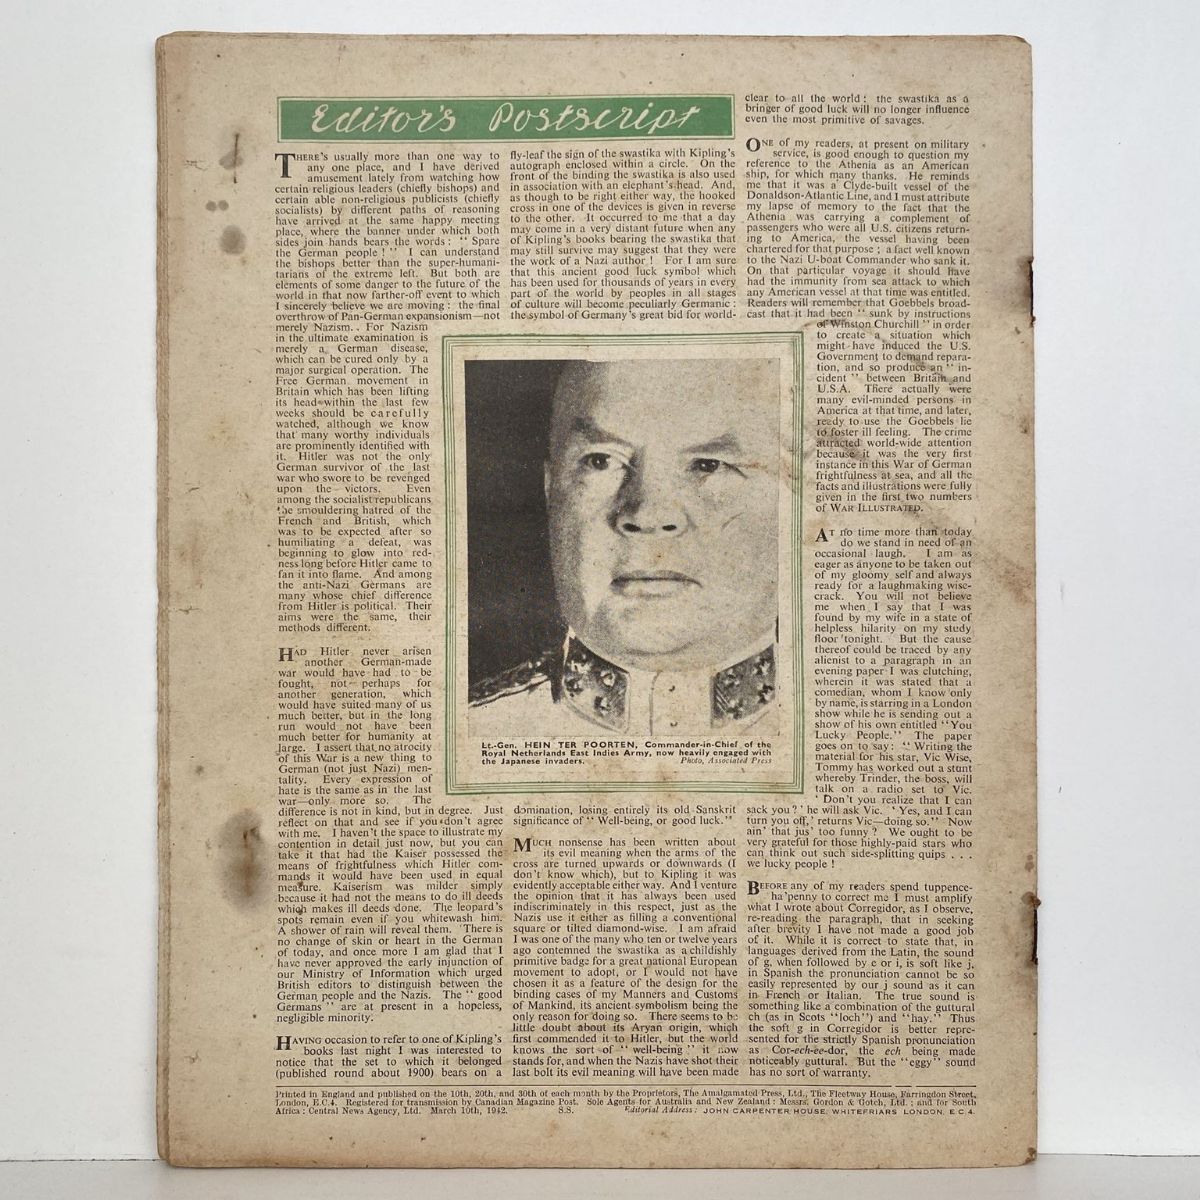 Editor's Postscript
THERE'S usually more than one way to
any one place, and I have derived
amusement lately from watching how
certain religious leaders (chiefly bishops) and
certain able non-religious publicists (chiefly
socialists) by different paths of reasoning
have arrived at the same happy meeting
place, where the banner under which both
sides join hands bears the words: " Spare
the German people ! " I can understand
the bishops better than the super-humani-
tarians of the extreme left. But both are
elements of some danger to the future of the
world in that now farther-off event to which
I sincerely believe we are moving: the final
overthrow of Pan-German expansionism—not
merely Nazism. For Nazism
in the ultimate examination is
merely a German disease,
which can be cured only by a
major surgical operation. The
Free German movement in
Britain which has been lifting
its head within the last few
weeks should be carefully
watched, although we know
that many worthy individuals
are prominently identified with
it. Hitler was not the only
German survivor of the last
war who swore to be revenged
upon the victors. Even
among the socialist republicans
the smouldering hatred of the
French and British, which
was to be expected after so
humiliating a defeat, was
beginning to glow into red-
ness long before Hitler came to
fan it into flame. And among
the anti-Nazi Germans are
many whose chief difference
from Hitler is political. Their
aims were the same, their
methods different.
HAD Hitler never arisen
another German-made
war would have had to be
fought, not perhaps for
another generation, which
would have suited many of us
much better, but in the long
run would not have been
much better for humanity at
large. I assert that no atrocity
of this War is a new thing to
German (not just Nazi) men-
tality. Every expression of
hate is the same as in the last
war—only more so. The
difference is not in kind, but in degree. Just
reflect on that and see if you don't agree
with me. I haven't the space to illustrate my
contention in detail just now, but you can
take it that had the Kaiser possessed the
means of frightfulness which Hitler com-
mands it would have been used in equal
measure. Kaiserism was milder simply
because it had not the means to do ill deeds
which makes ill deeds done. The leopard's
spots remain even if you whitewash him.
A shower of rain will reveal them. There is
no change of skin or heart in the German
of today, and once more I am glad that I
have never approved the early injunction of
our Ministry of Information which urged
British editors to distinguish between the
German people and the Nazis. The " good
Germans " are at present in a hopeless,
negligible minority.
HAVING occasion to refer to one of Kipling's
books last night I was interested to
notice that the set to which it belonged
(published round about 1900) bears on a
fly-leaf the sign of the swastika with Kipling's
autograph enclosed within a circle. On the
front of the binding the swastika is also used
in association with an elephant's head. And,
as though to be right either way, the hooked
cross in one of the devices is given in reverse
to the other. It occurred to me that a day
may come in a very distant future when any
of Kipling's books bearing the swastika that
may still survive may suggest that they were
the work of a Nazi author ! For I am sure
that this ancient good luck symbol which
has been used for thousands of years in every
part of the world by peoples in all stages
of culture will become peculiarly Germanic :
the symbol of Germany's great bid for world-
Lt.-Gen. HEIN TER POORTEN, Commander-in-Chief of the
Royal Netherlands East Indies Army, now heavily engaged with
the Japanese invaders. Photo, Associated Press
domination, losing entirely its old Sanskrit
significance of " Well-being, or good luck."
MUCH nonsense has been written about
its evil meaning when the arms of the
cross are turned upwards or downwards (I
don't know which), but to Kipling it was
evidently acceptable either way. And I venture
the opinion that it has always been used
indiscriminately in this respect, just as the
Nazis use it either as filling a conventional
square or tilted diamond-wise. I am afraid
I was one of the many who ten or twelve years
ago contemned the swastika as a childishly
primitive badge for a great national European
movement to adopt, or I would not have
chosen it as a feature of the design for the
binding cases of my Manners and Customs
of Mankind, its ancient symbolism being the
only reason for doing so. There seems to be
little doubt about its Aryan origin, which
first commended it to Hitler, but the world
knows the sort of " well-being " it now
stands for, and when the Nazis have shot their
last bolt its evil meaning will have been made
clear to all the world : the swastika as a
bringer of good luck will no longer influence
even the most primitive of savages.
ONE of my readers, at present on military
service, is good enough to question my
reference to the Athenia as an American
ship, for which many thanks. He reminds
me that it was a Clyde-built vessel of the
Donaldson-Atlantic Line, and I must attribute
my lapse of memory to the fact that the
Athenia was carrying a complement of
passengers who were all U.S. citizens return-
ing to America, the vessel having been
chartered for that purpose ; a fact well known
to the Nazi U-boat Commander who sank it.
On that particular voyage it should have
had the immunity from sea attack to which
any American vessel at that time was entitled.
Readers will remember that Goebbels broad-
cast that it had been " sunk by instructions
of Winston Churchill " in order
to create a situation which
might have induced the U.S.
Government to demand repara-
tion, and so produce an " in-
cident " between Britain and
U.S.A. There actually were
many evil-minded persons in
America at that time, and later,
ready to use the Goebbels lie
to foster ill feeling. The crime
attracted world-wide attention
because it was the very first
instance in this War of German
frightfulness at sea, and all the
facts and illustrations were fully
given in the first two numbers
of WAR ILLUSTRATED.
AT no time more than today
do we stand in need of an
occasional laugh. I am as
eager as anyone to be taken out
of my gloomy self and always
ready for a laughmaking wise-
crack. You will not believe
me when I say that I was
found by my wife in a state of
helpless hilarity on my study
floor tonight. But the cause
thereof could be traced by any
alienist to a paragraph in an
evening paper I was clutching,
wherein it was stated that a
comedian, whom I know only
by name, is starring in a London
show while he is sending out a
show of his own entitled " You
Lucky People." The paper
goes on to say: " Writing the
material for his star, Vic Wise,
Tommy has worked out a stunt
whereby Trinder, the boss, will
talk on a radio set to Vic.
' Don't you realize that I can
sack you ? ' he will ask Vic. ' Yes, and I can
turn you off,' returns Vic—doing so." Now
ain' that jus' too funny ? We ought to be
very grateful for those highly-paid stars who
can think out such side-splitting quips . . .
we lucky people !
BEFORE any of my readers spend tuppence-
ha'penny to correct me I must amplify
what I wrote about Corregidor, as I observe,
re-reading the paragraph, that in seeking
after brevity I have not made a good job
of it. While it is correct to state that, in
languages derived from the Latin, the sound
of g, when followed by e or i, is soft like j,
in Spanish the pronunciation cannot be so
easily represented by our j sound as it can
in French or Italian. The true sound is
something like a combination of the guttural
ch (as in Scots "loch") and "hay." Thus
the soft g in Corregidor is better repre-
sented for the strictly Spanish pronunciation
as Cor-ech-ee-dor, the ech being made
noticeably guttural. But the "eggy" sound
has no sort of warranty.
Printed in England and published on the 10th, 20th, and 30th of each month by the Proprietors, The Amalgamated Press, Ltd., The Fleetway House, Farringdon Street,
London, E.C.4. Registered for transmission by Canadian Magazine Post. Sole Agents for Australia and New Zealand : Messrs. Gordon & Gotch, Ltd. ; and for South
Africa : Central News Agency, Ltd. March 10th, 1942. S.S. Editorial Address : JOHN CARPENTER HOUSE, WHITEFRIARS, LONDON, E.C.4.